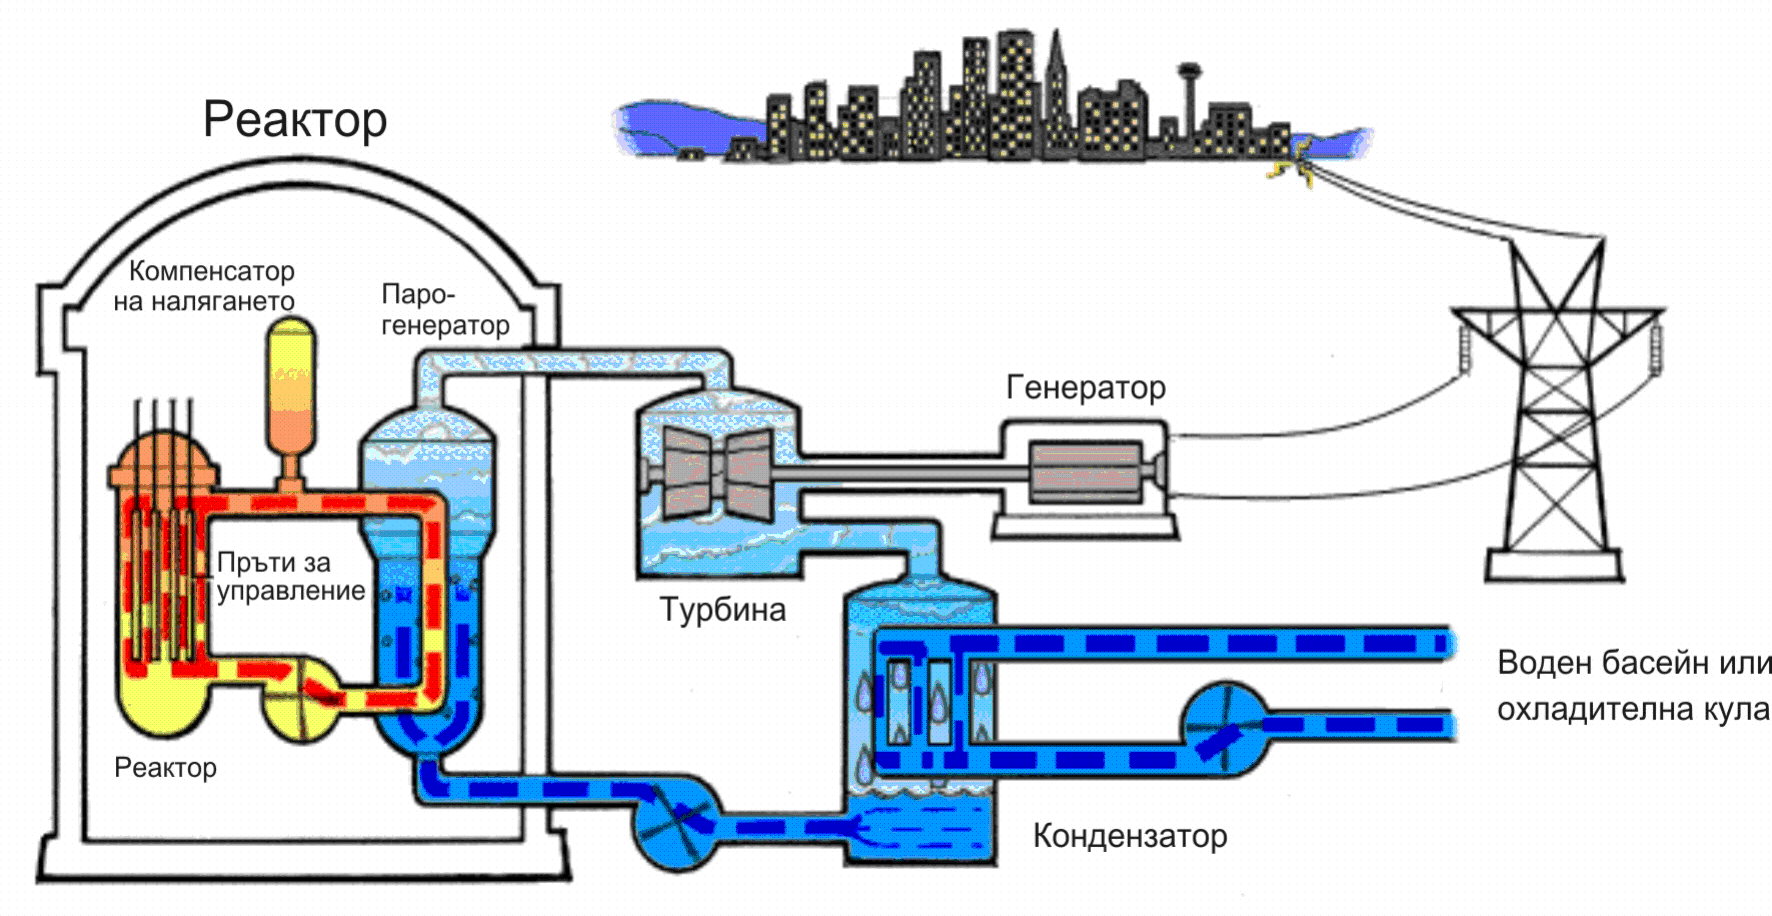 Реактор
Компенсатор
на налягането
Паро-
генератор
Генератор
Пръти за
управление
Турбина
Воден басейн или
охладителна кула
Реактор
Кондензатор